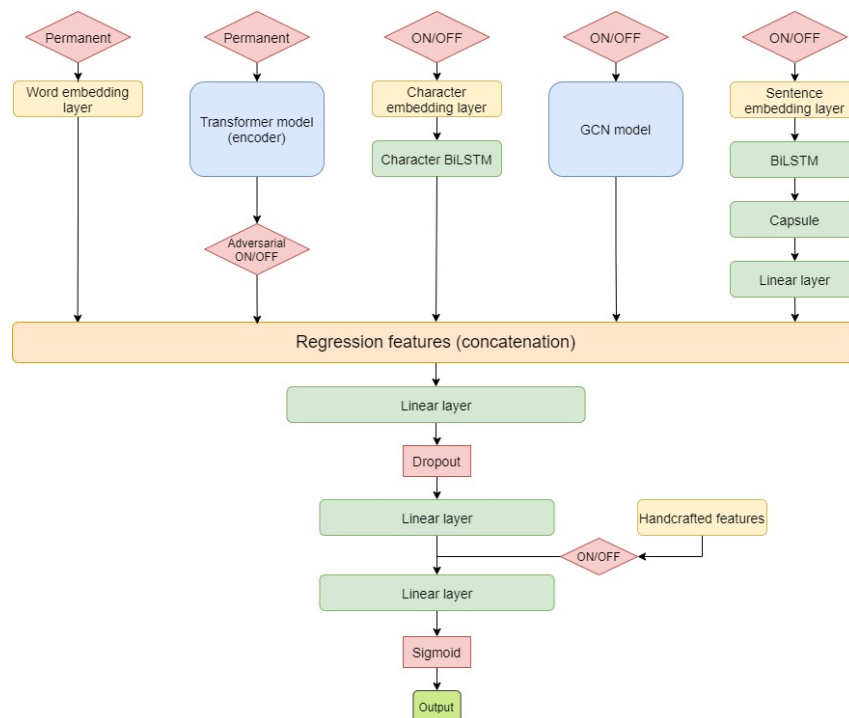 Permanent
Permanent
ON/OFF
ON/OFF
ON/OFF
Word embedding
layer
Transformer model
(encoder)
Character
embedding layer
GCN model
Sentence
embedding layer
Character BiLSTM
BiLSTM
Capsule
Adversarial
ON/OFF
Linear layer
Regression features (concatenation)
Linear layer
Dropout
Linear layer
Handcrafted features
ON/OFF
Linear layer
Sigmoid
Output